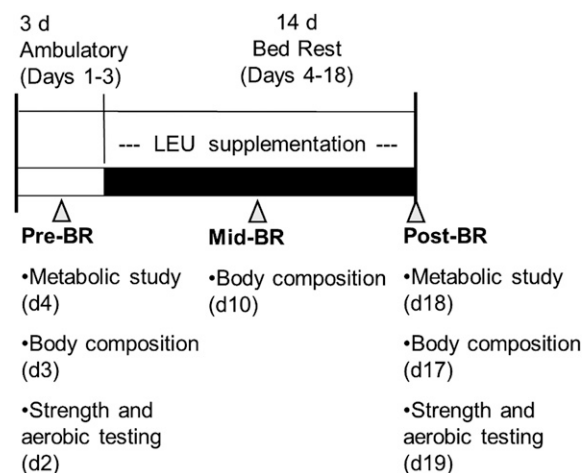 3 d
Ambulatory
(Days 1-3)
14 d
Bed Rest
(Days 4-18)
--- LEU supplementation ---
Pre-BR
•Metabolic study
(d4)
•Body composition
(d3)
•Strength and
aerobic testing
(d2)
Mid-BR
•Body composition
(d10)
Post-BR
•Metabolic study
(d18)
•Body composition
(d17)
•Strength and
aerobic testing
(d19)